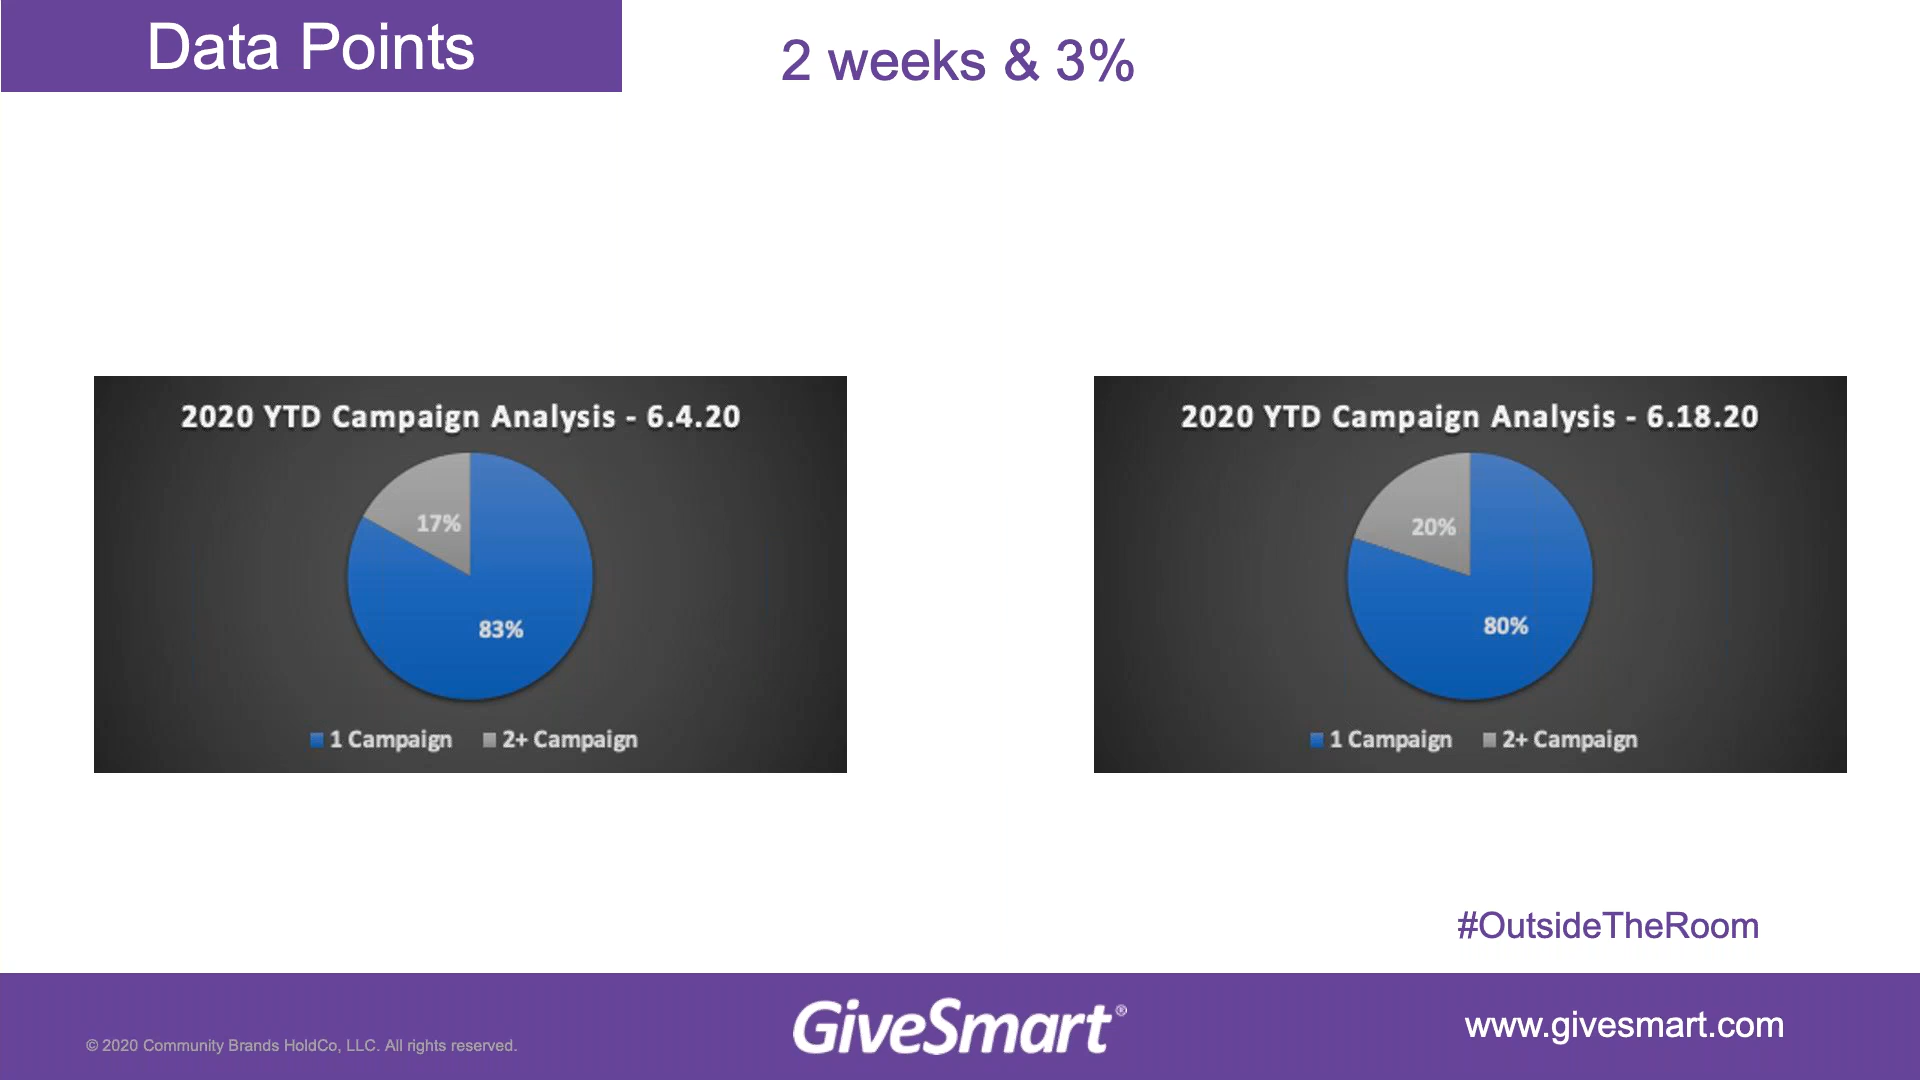 Data Points
2 weeks & 3%
2020 YTD Campaign Analysis - 6.4.20
17%
83%
1 Campaign 2+ Campaign
2020 YTD Campaign Analysis - 6.18.20
20%
80%
1 Campaign 2+ Campaign
#OutsideTheRoom
© 2020 Community Brands HoldCo, LLC. All rights reserved.
GiveSmart®
www.givesmart.com